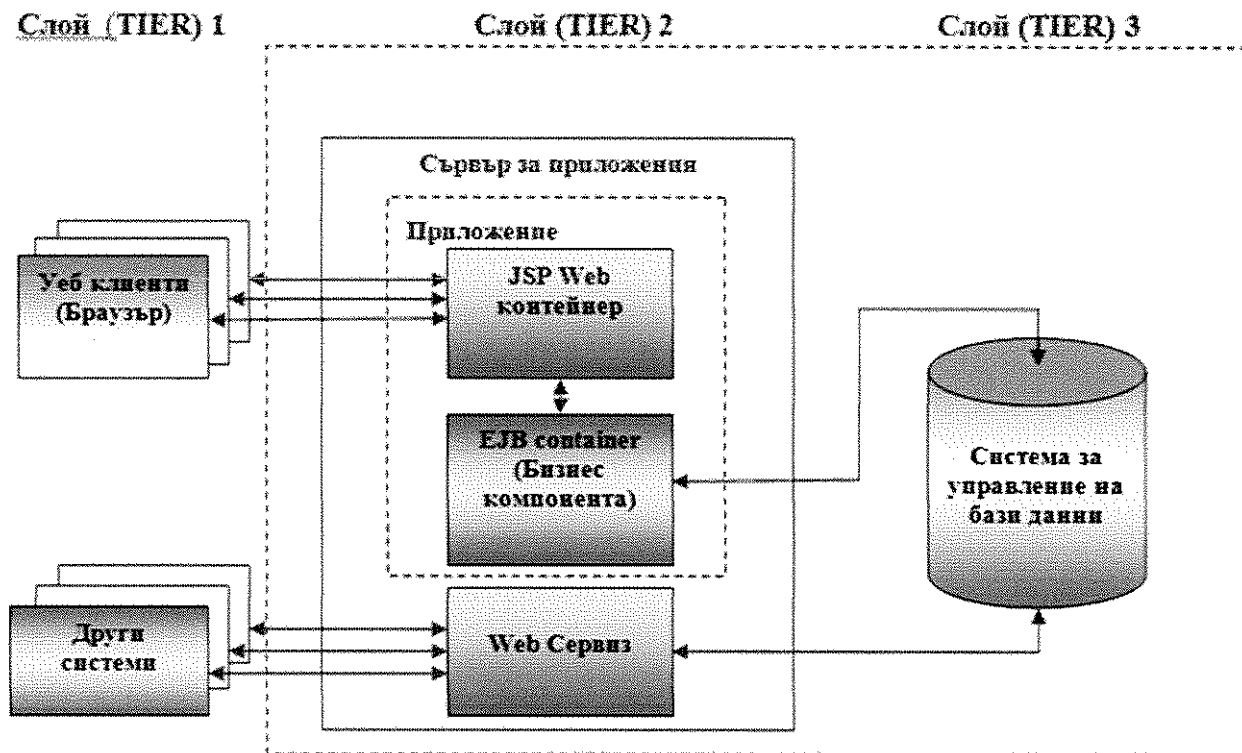 Слой (TIER) 1
Слой (TIER) 2
Слой (TIER) 3
Сървър за приложения
Приложение
Уеб клиенти
(Браузър)
JSP Web
контейнер
EJB container
(Бизнес
компонента)
Система за
управление на
бази данни
Други
системи
Web Сервиз